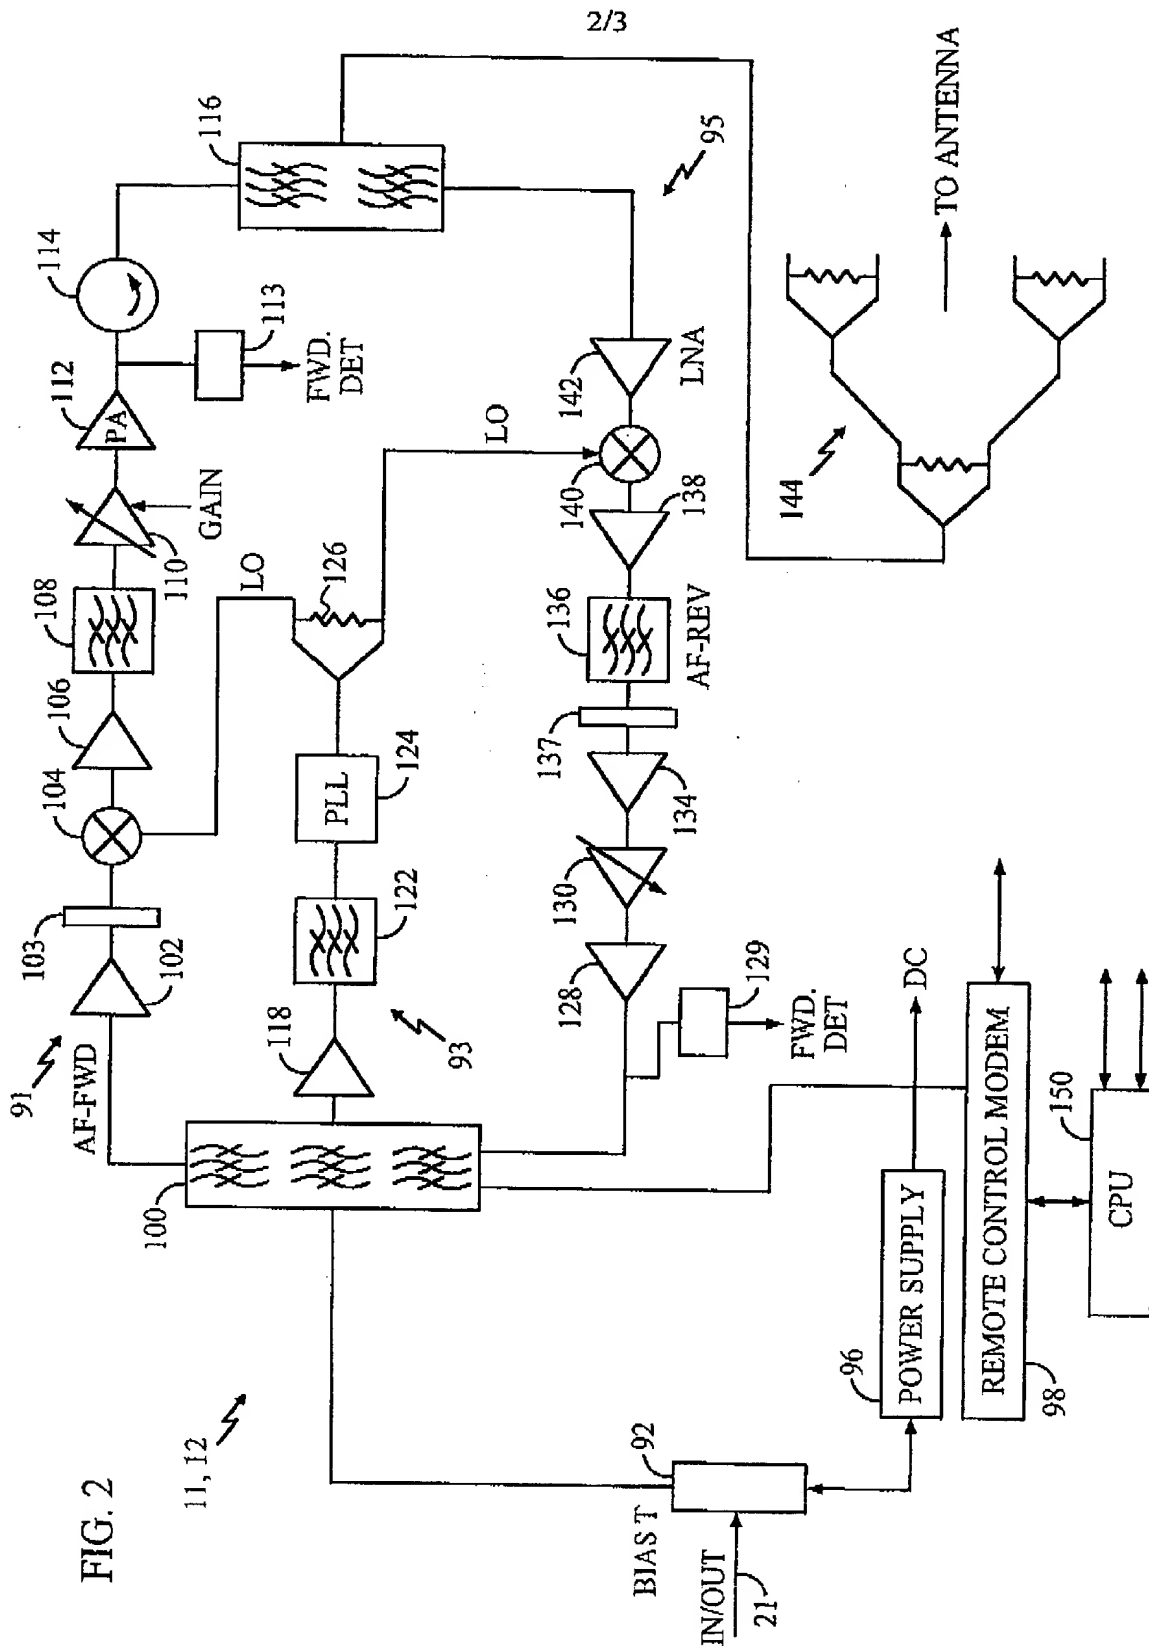 2/3
FIG. 2
11, 12
91
AF-FWD
102
103
104
106
108
110
GAIN
112
PA
113
FWD.
DET
114
116
95
100
118
93
122
124
PLL
126
LO
LO
128
129
FWD.
DET
130
134
137
136
AF-REV
138
140
142
LNA
144
TO ANTENNA
BIAS T
92
IN/OUT
21
96
POWER SUPPLY
DC
REMOTE CONTROL MODEM
98
150
CPU